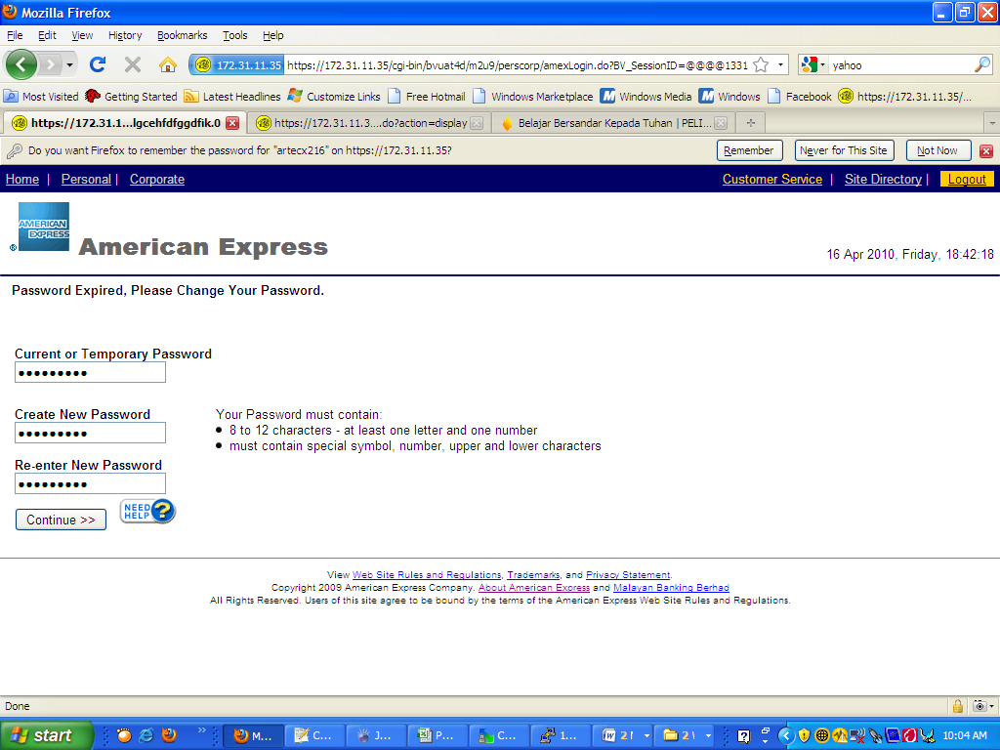 Mozilla Firefox
File Edit View History Bookmarks Tools Help
172.31.11.35 https://172.31.11.35/cgi-bin/bvuat4d/m2u9/perscorp/amexLogin.do?BV_SessionID=@@@@1331 yahoo
Most Visited Getting Started Latest Headlines Customize Links Free Hotmail Windows Marketplace Windows Media Windows Facebook https://172.31.11.35/...
https://172.31.1...lgcehfdfggdfik.0 https://172.31.11.3....do?action=display Belajar Bersandar Kepada Tuhan | PELI...
Do you want Firefox to remember the password for "artecx216" on https://172.31.11.35? Remember Never for This Site Not Now
Home | Personal | Corporate Customer Service | Site Directory | Logout
AMERICAN
EXPRESS
® American Express
16 Apr 2010, Friday, 18:42:18
Password Expired, Please Change Your Password.
Current or Temporary Password
Create New Password
Your Password must contain:
8 to 12 characters - at least one letter and one number
must contain special symbol, number, upper and lower characters
Re-enter New Password
Continue >>
NEED
HELP ?
View Web Site Rules and Regulations, Trademarks, and Privacy Statement.
Copyright 2009 American Express Company. About American Express and Malayan Banking Berhad
All Rights Reserved. Users of this site agree to be bound by the terms of the American Express Web Site Rules and Regulations.
Done
start M... C... J... P... C... 1... 2 1 2 1 10:04 AM